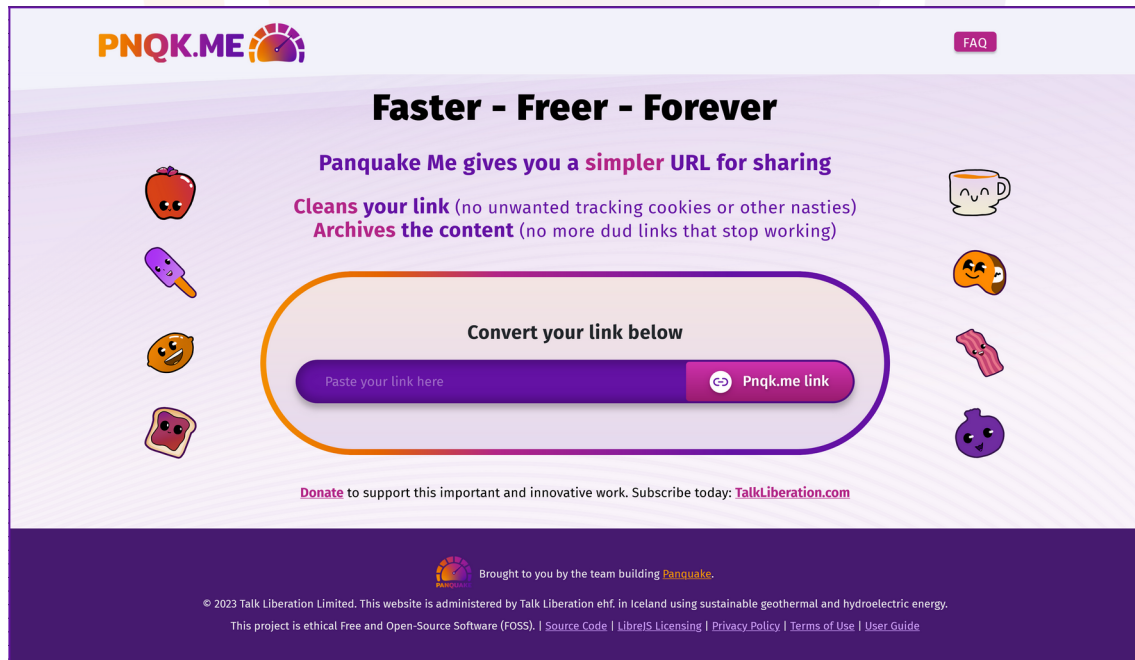 PNQK.ME
FAQ
Faster - Freer - Forever
Panquake Me gives you a simpler URL for sharing
Cleans your link (no unwanted tracking cookies or other nasties)
Archives the content (no more dud links that stop working)
Convert your link below
Paste your link here
Pnqk.me link
Donate to support this important and innovative work. Subscribe today: TalkLiberation.com
PANQUAKE
Brought to you by the team building Panquake.
© 2023 Talk Liberation Limited. This website is administered by Talk Liberation ehf. in Iceland using sustainable geothermal and hydroelectric energy.
This project is ethical Free and Open-Source Software (FOSS). | Source Code | LibreJS Licensing | Privacy Policy | Terms of Use | User Guide